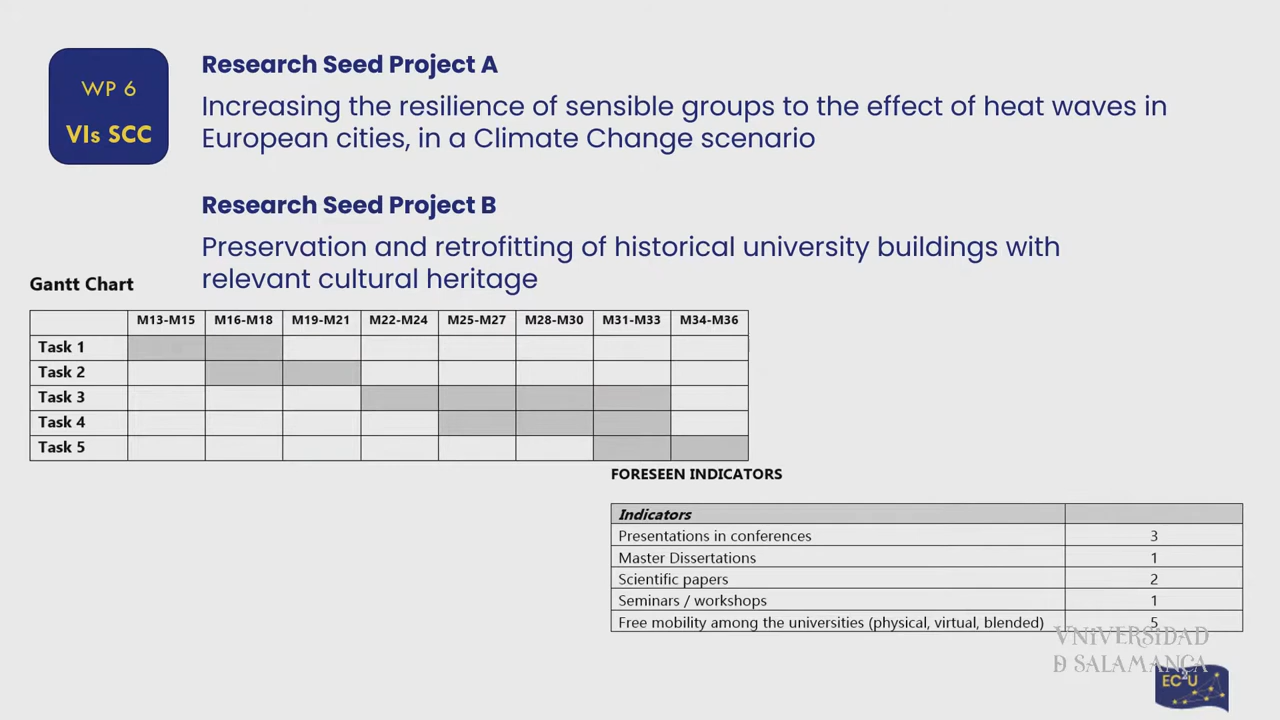 WP 6
VIs SCC
Research Seed Project A
Increasing the resilience of sensible groups to the effect of heat waves in
European cities, in a Climate Change scenario
Research Seed Project B
Preservation and retrofitting of historical university buildings with
relevant cultural heritage
Gantt Chart
M13-M15 M16-M18 M19-M21 M22-M24 M25-M27 M28-M30 M31-M33 M34-M36
Task 1
Task 2
Task 3
Task 4
Task 5
FORESEEN INDICATORS
Indicators
Presentations in conferences 3
Master Dissertations 1
Scientific papers 2
Seminars / workshops 1
Free mobility among the universities (physical, virtual, blended) 5
VNiVERSiDAD
Ð SALAMANCA
EC2U